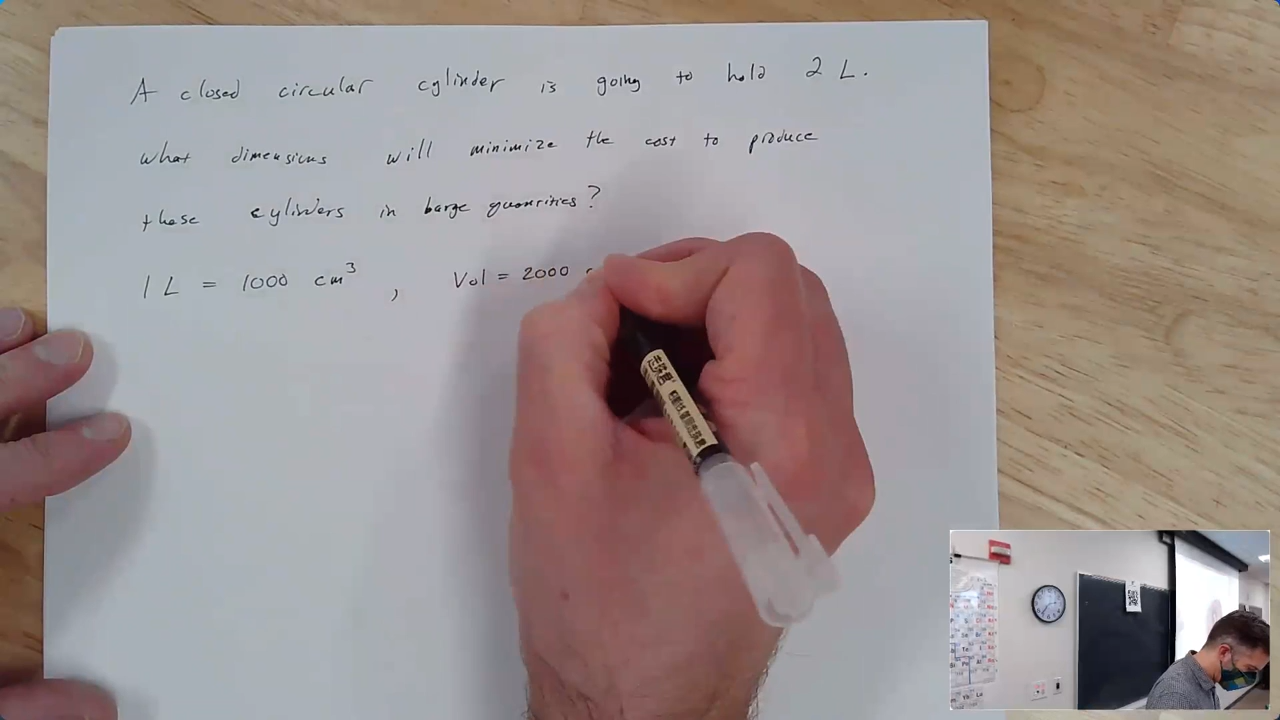 A closed circular cylinder is going to hold 2 L.
what dimensions will minimize the cost to produce
these cylinders in barge quantities?
1 L = 1000 cm³ , Vol = 2000 c